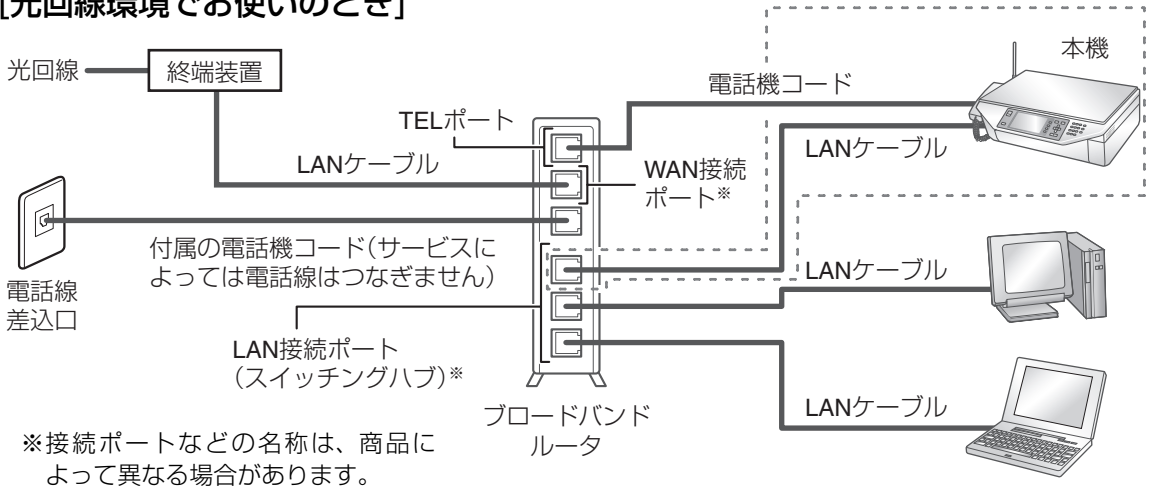 [光回線環境でお使いのとき]
光回線
終端装置
本機
電話機コード
TELポート
LANケーブル
LANケーブル
WAN接続
ポート※
付属の電話機コード(サービスに
よっては電話線はつなぎません)
電話線
差込口
LANケーブル
LAN接続ポート
(スイッチングハブ)※
LANケーブル
ブロードバンド
ルータ
※接続ポートなどの名称は、商品に
よって異なる場合があります。